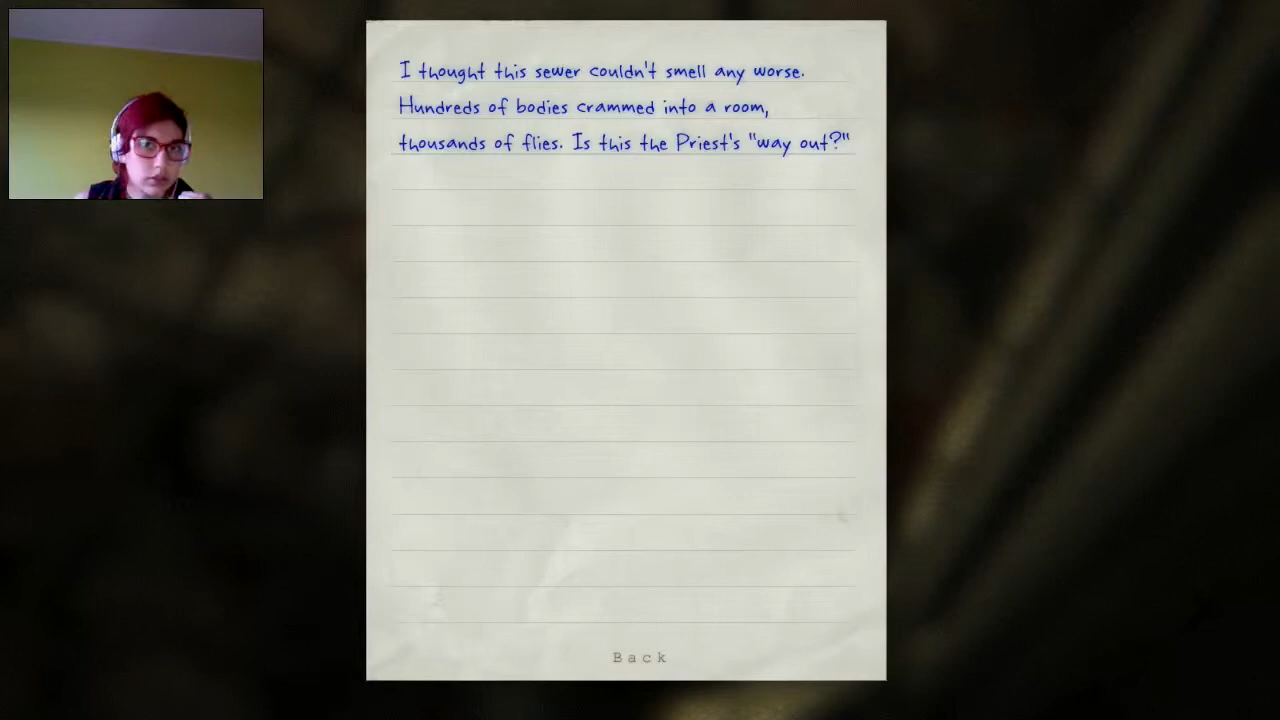 I thought this sewer couldn't smell any worse.
Hundreds of bodies crammed into a room,
thousands of flies. Is this the Priest's "way out?"
Back